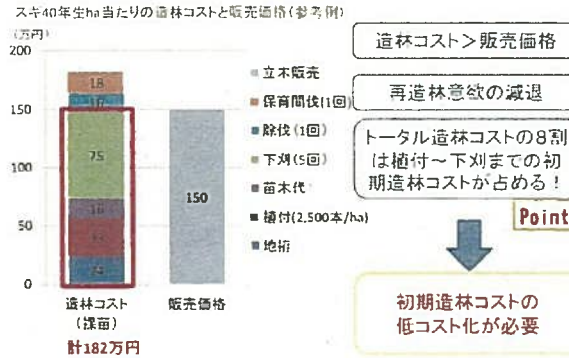 スギ40年生ha当たりの造林コストと販売価格(参考例)
(万円)
200
150
100
50
0
18
75
16
24
150
造林コスト
(裸苗)
販売価格
計182万円
立木販売
保育間伐(1回)
除伐(1回)
下刈(5回)
苗木代
植付(2,500本/ha)
地拵
造林コスト>販売価格
再造林意欲の減退
トータル造林コストの8割
は植付～下刈までの初
期造林コストが占める！
Point
初期造林コストの
低コスト化が必要